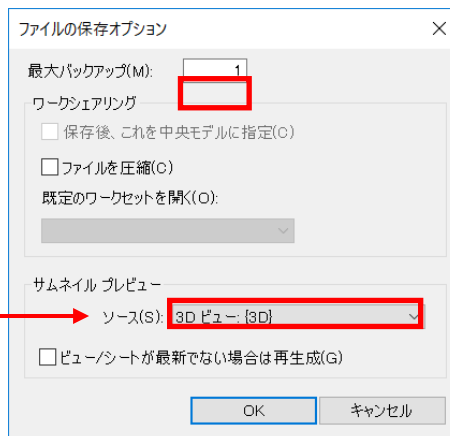 ファイルの保存オプション
最大バックアップ(M): 1
ワークシェアリング
保存後、これを中央モデルに指定(C)
ファイルを圧縮(C)
既定のワークセットを開く(O):
サムネイル プレビュー
ソース(S): 3D ビュー: {3D}
ビュー/シートが最新でない場合は再生成(G)
OK キャンセル